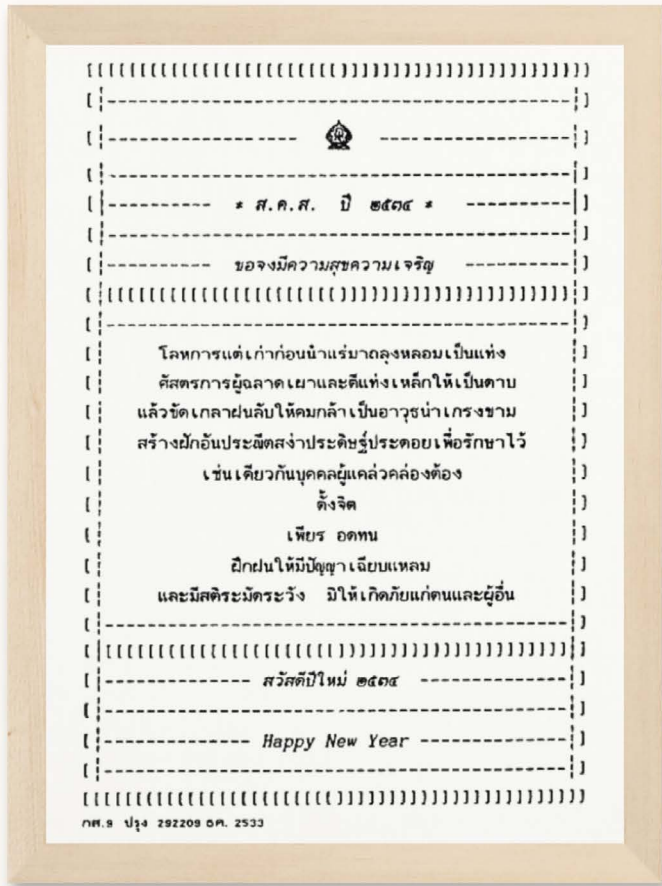 * ส.ค.ส. ปี ๒๕๓๔ *
ขอจงมีความสุขความเจริญ
โลหการแต่เก่าก่อนนำแร่มาถลุงหลอมเป็นแท่ง
ศัสตรการผู้ฉลาดเผาและตีแท่งเหล็กให้เป็นดาบ
แล้วขัดเกลาฝนลับให้คมกล้าเป็นอาวุธน่าเกรงขาม
สร้างฝักอันประณีตสง่าประดิษฐ์ประดอยเพื่อรักษาไว้
เช่นเดียวกันบุคคลผู้แคล่วคล่องต้อง
ตั้งจิต
เพียร อดทน
ฝึกฝนให้มีปัญญาเฉียบแหลม
และมีสติระมัดระวัง มิให้เกิดภัยแก่ตนและผู้อื่น
สวัสดีปีใหม่ ๒๕๓๔
Happy New Year
กส.9 ปรุง 292209 ธค. 2533